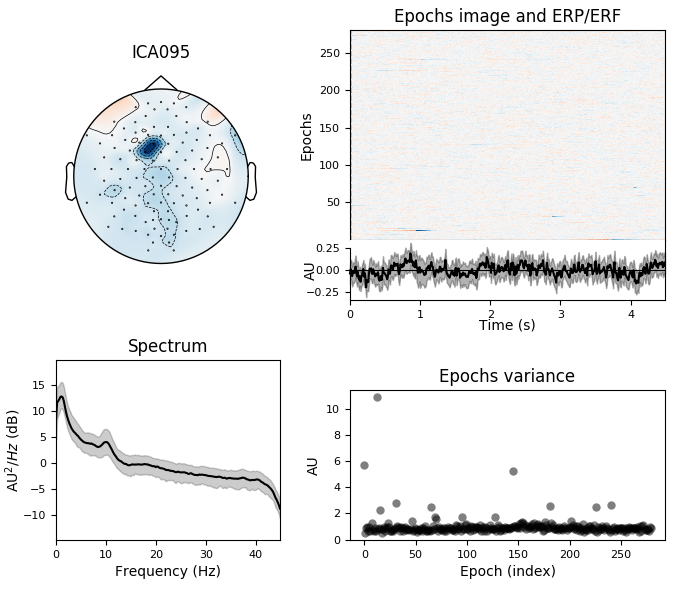 ICA095
Epochs image and ERP/ERF
Epochs
250
200
150
100
50
AU
0.25
0.00
−0.25
0 1 2 3 4
Time (s)
Spectrum
AU²/Hz (dB)
15
10
5
0
−5
−10
0 10 20 30 40
Frequency (Hz)
Epochs variance
AU
10
8
6
4
2
0
0 50 100 150 200 250
Epoch (index)